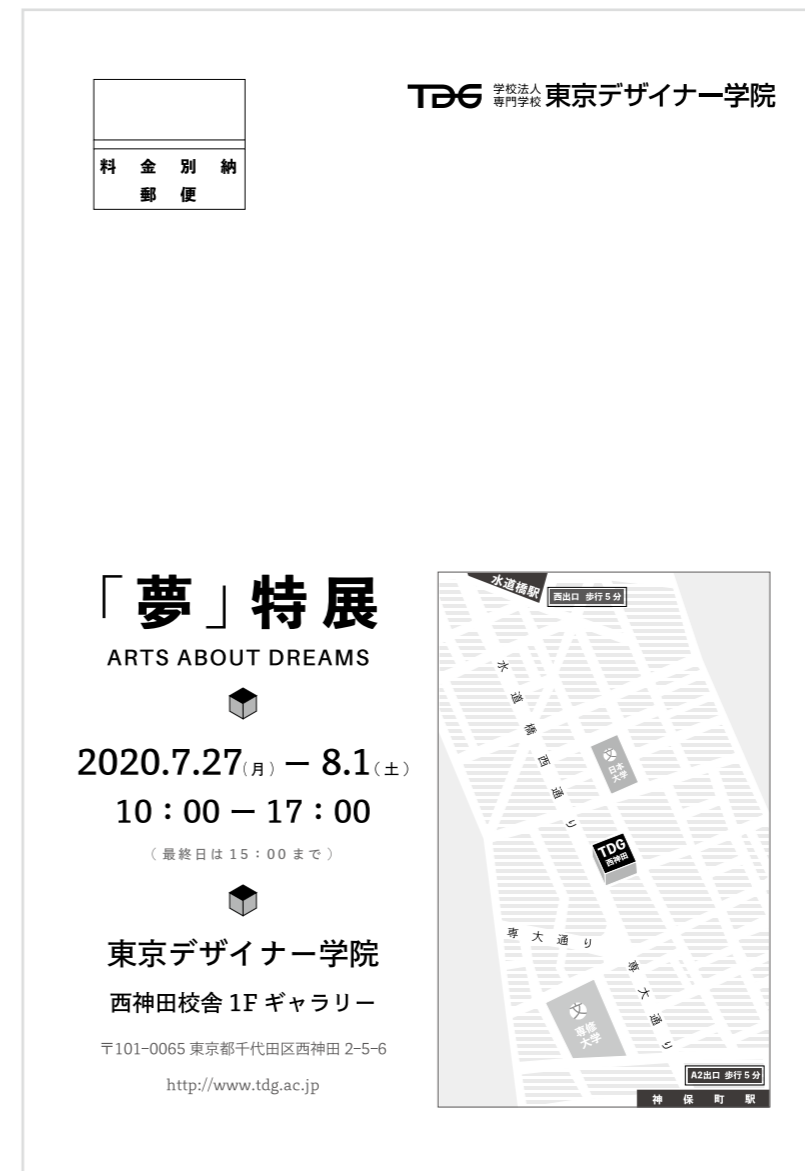 料金別納
郵便
TDG 学校法人 専門学校 東京デザイナー学院
「夢」特展
ARTS ABOUT DREAMS
2020.7.27(月) ー 8.1(土)
10：00 ー 17：00
（最終日は15：00まで）
東京デザイナー学院
西神田校舎 1F ギャラリー
〒101-0065 東京都千代田区西神田 2-5-6
http://www.tdg.ac.jp
水道橋駅
西出口 歩行5分
水道橋西通り
文
日本
大学
TDG
西神田
専大通り
専大通り
文
専修
大学
A2出口 歩行5分
神保町駅